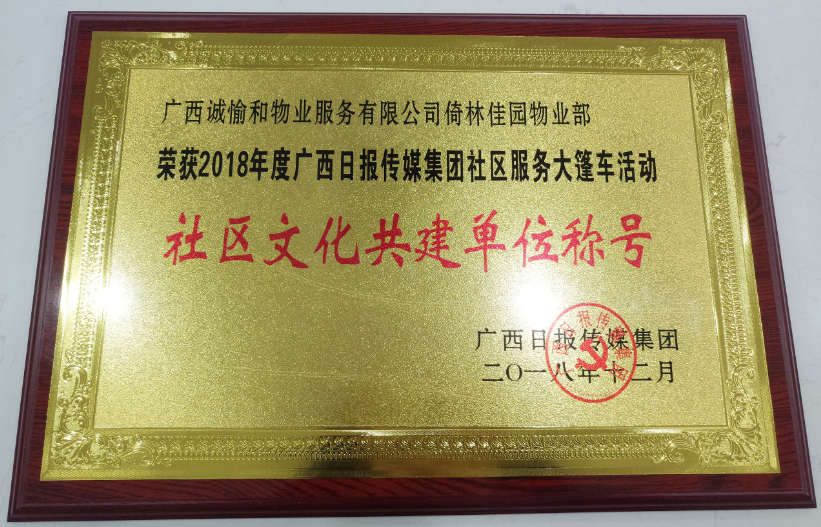 广西诚愉和物业服务有限公司倚林佳园物业部
荣获2018年度广西日报传媒集团社区服务大篷车活动
社区文化共建单位称号
广西日报传媒集团
二〇一八年十二月